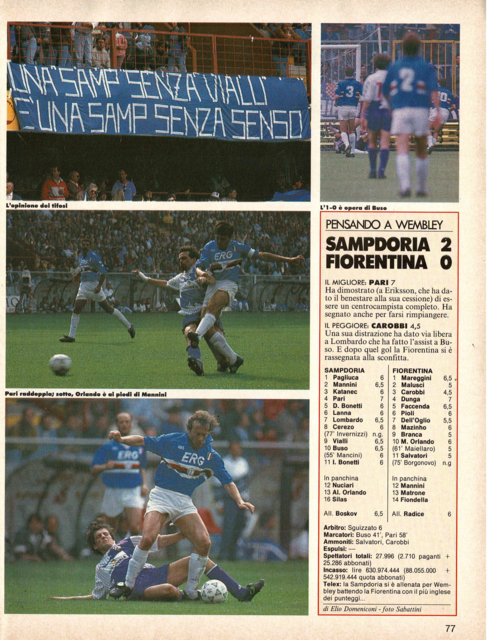 UNA SAMP SENZA VIALLI
E' UNA SAMP SENZA SENSO
L'opinione dei tifosi
L'1-0 è opera di Buso
ERG
Pari raddoppia; sotto, Orlando è ai piedi di Mannini
ERG
PENSANDO A WEMBLEY
SAMPDORIA 2
FIORENTINA 0
IL MIGLIORE: PARI 7
Ha dimostrato (a Eriksson, che ha da-
to il benestare alla sua cessione) di es-
sere un centrocampista completo. Ha
segnato anche per farsi rimpiangere.
IL PEGGIORE: CAROBBI 4,5
Una sua distrazione ha dato via libera
a Lombardo che ha fatto l'assist a Bu-
so. E dopo quel gol la Fiorentina si è
rassegnata alla sconfitta.
SAMPDORIA
1 Pagliuca 6
2 Mannini 6,5
3 Katanec 6
4 Pari 7
5 D. Bonetti 6
6 Lanna 6
7 Lombardo 6,5
8 Cerezo 6
(77' Invernizzi) n.g.
9 Vialli 6,5
10 Buso 6,5
(55' Mancini) 6
11 I. Bonetti 6
In panchina
12 Nuciari
13 Al. Orlando
16 Silas
All. Boskov 6,5
FIORENTINA
1 Mareggini 6,5
2 Malusci 5
3 Carobbi 4,5
4 Dunga 7
5 Faccenda 6,5
6 Pioli 6
7 Dell'Oglio 5,5
8 Mazinho 6
9 Branca 5
10 M. Orlando 6
(61' Maiellaro) 5
11 Salvatori 5
(75' Borgonovo) n.g
In panchina
12 Mannini
13 Matrone
14 Fiondella
All. Radice 6
Arbitro: Sguizzato 6
Marcatori: Buso 41', Pari 58'
Ammoniti: Salvatori, Carobbi
Espulsi: —
Spettatori totali: 27.996 (2.710 paganti +
25.286 abbonati)
Incasso: lire 630.974.444 (88.055.000 +
542.919.444 quota abbonati)
Telex: la Sampdoria si è allenata per Wem-
bley battendo la Fiorentina con il più inglese
dei punteggi...
di Elio Domeniconi - foto Sabattini
77